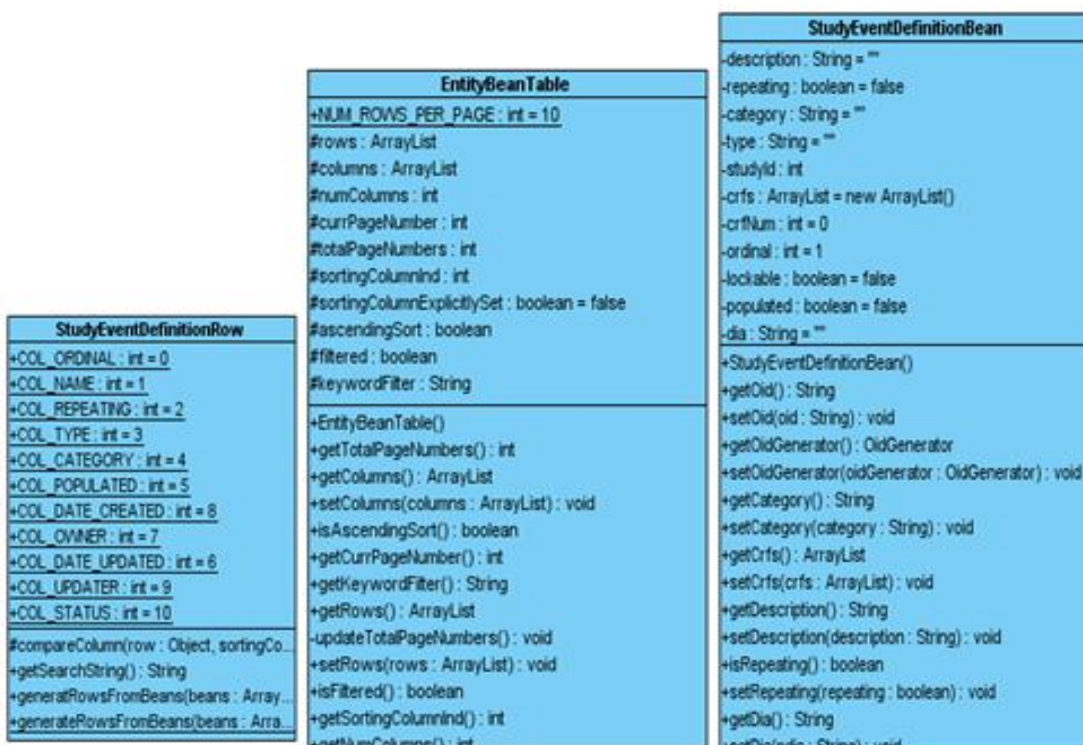 StudyEventDefinitionRow
+COL_ORDINAL : int = 0
+COL_NAME : int = 1
+COL_REPEATING : int = 2
+COL_TYPE : int = 3
+COL_CATEGORY : int = 4
+COL_POPULATED : int = 5
+COL_DATE_CREATED : int = 8
+COL_OWNER : int = 7
+COL_DATE_UPDATED : int = 6
+COL_UPDATER : int = 9
+COL_STATUS : int = 10
#compareColumn(row : Object, sortingCo...
+getSearchString() : String
+generatRowsFromBeans(beans : Array...
+generateRowsFromBeans(beans : Arra...
EntityBeanTable
+NUM_ROWS_PER_PAGE : int = 10
#rows : ArrayList
#columns : ArrayList
#numColumns : int
#currPageNumber : int
#totalPageNumbers : int
#sortingColumnInd : int
#sortingColumnExplicitlySet : boolean = false
#ascendingSort : boolean
#filtered : boolean
#keywordFilter : String
+EntityBeanTable()
+getTotalPageNumbers() : int
+getColumns() : ArrayList
+setColumns(columns : ArrayList) : void
+isAscendingSort() : boolean
+getCurrPageNumber() : int
+getKeywordFilter() : String
+getRows() : ArrayList
-updateTotalPageNumbers() : void
+setRows(rows : ArrayList) : void
+isFiltered() : boolean
+getSortingColumnInd() : int
+getNumColumns() : int
StudyEventDefinitionBean
-description : String = ""
-repeating : boolean = false
-category : String = ""
-type : String = ""
-studyId : int
-crfs : ArrayList = new ArrayList()
-crfNum : int = 0
-ordinal : int = 1
-lockable : boolean = false
-populated : boolean = false
-dia : String = ""
+StudyEventDefinitionBean()
+getOid() : String
+setOid(oid : String) : void
+getOidGenerator() : OidGenerator
+setOidGenerator(oidGenerator : OidGenerator) : void
+getCategory() : String
+setCategory(category : String) : void
+getCrfs() : ArrayList
+setCrfs(crfs : ArrayList) : void
+getDescription() : String
+setDescription(description : String) : void
+isRepeating() : boolean
+setRepeating(repeating : boolean) : void
+getDia() : String